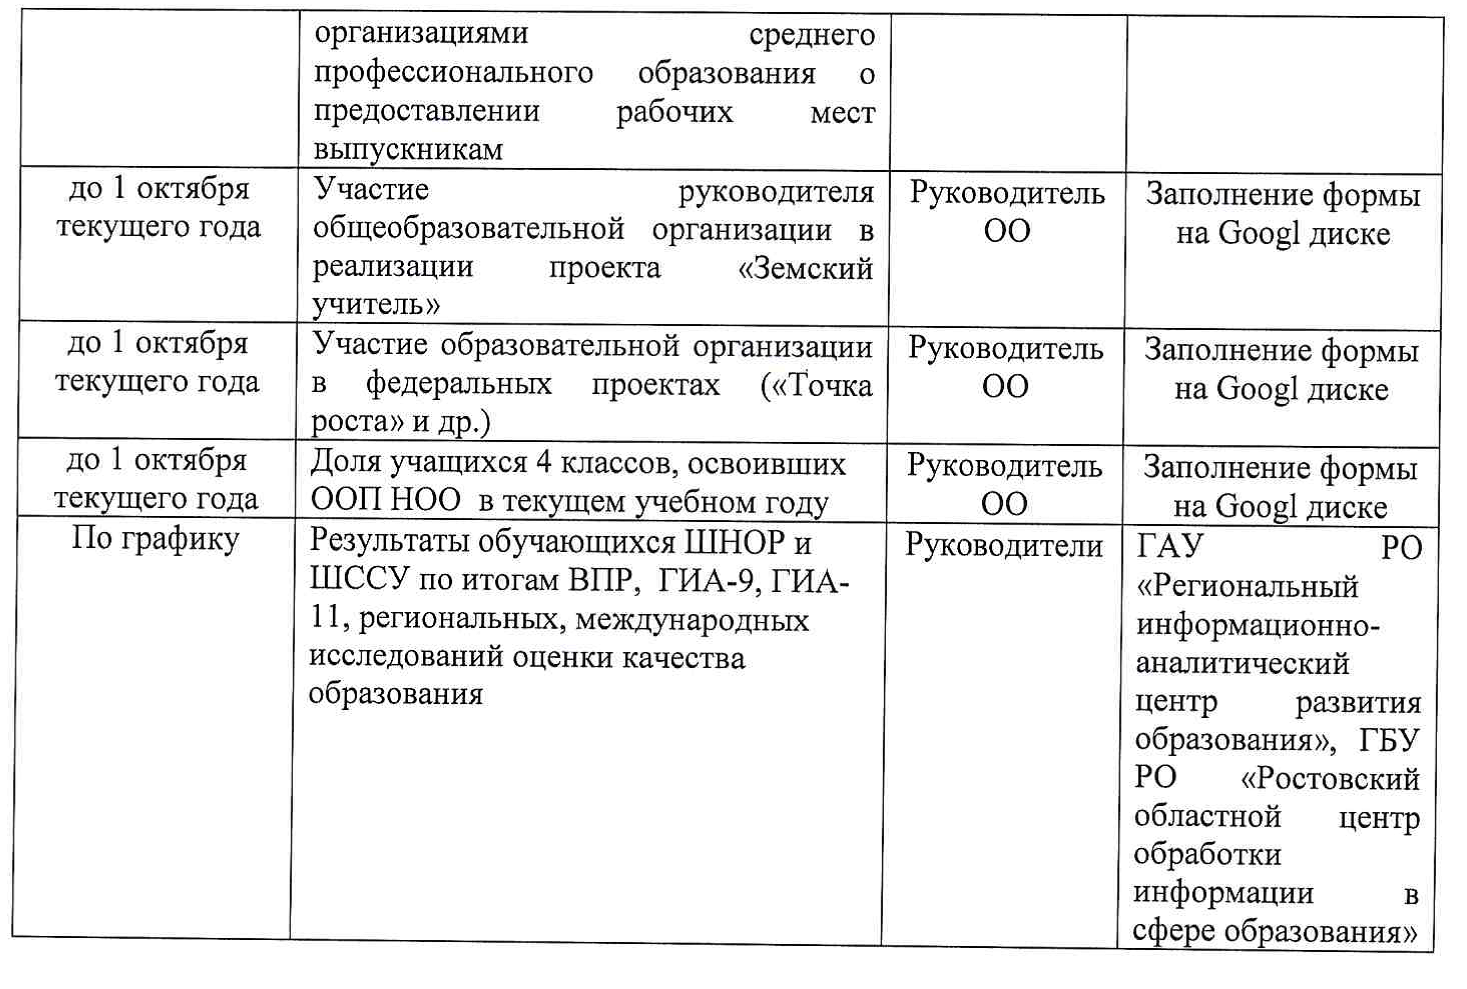 организациями среднего
профессионального образования о
предоставлении рабочих мест
выпускникам
до 1 октября
текущего года
Участие руководителя
общеобразовательной организации в
реализации проекта «Земский
учитель»
Руководитель
ОО
Заполнение формы
на Googl диске
до 1 октября
текущего года
Участие образовательной организации
в федеральных проектах («Точка
роста» и др.)
Руководитель
ОО
Заполнение формы
на Googl диске
до 1 октября
текущего года
Доля учащихся 4 классов, освоивших
ООП НОО в текущем учебном году
Руководитель
ОО
Заполнение формы
на Googl диске
По графику
Результаты обучающихся ШНОР и
ШССУ по итогам ВПР, ГИА-9, ГИА-
11, региональных, международных
исследований оценки качества
образования
Руководители
ГАУ РО
«Региональный
информационно-
аналитический
центр развития
образования», ГБУ
РО «Ростовский
областной центр
обработки
информации в
сфере образования»